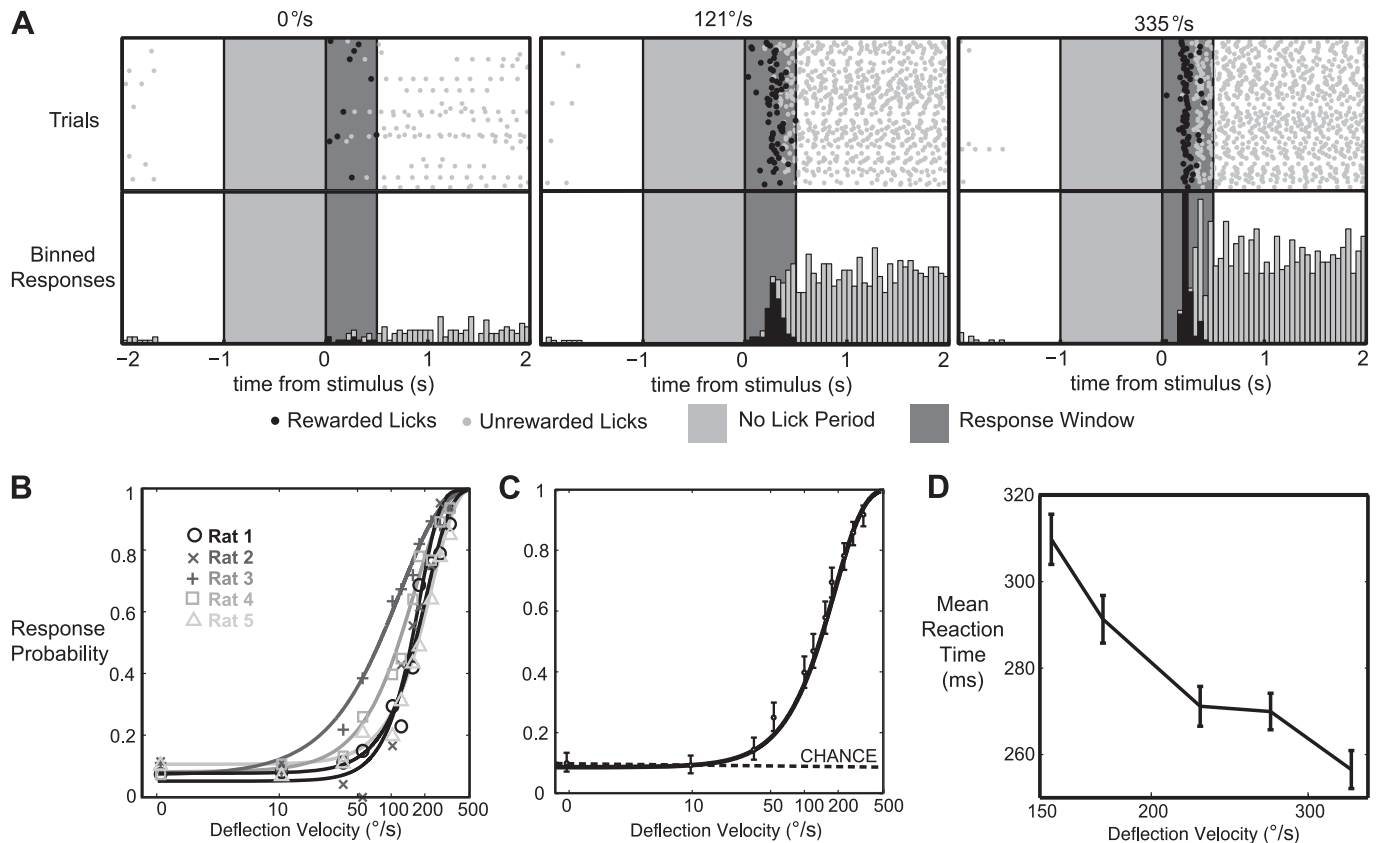 A
0°/s
121°/s
335°/s
Trials
Binned
Responses
−2
−1
0
1
2
−1
0
1
2
−1
0
1
2
time from stimulus (s)
time from stimulus (s)
time from stimulus (s)
Rewarded Licks
Unrewarded Licks
No Lick Period
Response Window
B
1
0.8
0.6
0.4
0.2
0
Response
Probability
Rat 1
Rat 2
Rat 3
Rat 4
Rat 5
0
10
50
100
200
500
Deflection Velocity (°/s)
C
1
0.8
0.6
0.4
0.2
0
CHANCE
0
10
50
100
200
500
Deflection Velocity (°/s)
D
320
300
280
260
250
Mean
Reaction
Time
(ms)
150
200
300
Deflection Velocity (°/s)